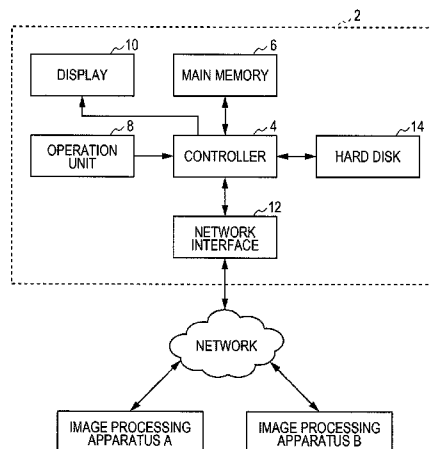 2
10
DISPLAY
6
MAIN MEMORY
8
OPERATION
UNIT
4
CONTROLLER
14
HARD DISK
12
NETWORK
INTERFACE
NETWORK
IMAGE PROCESSING
APPARATUS A
IMAGE PROCESSING
APPARATUS B